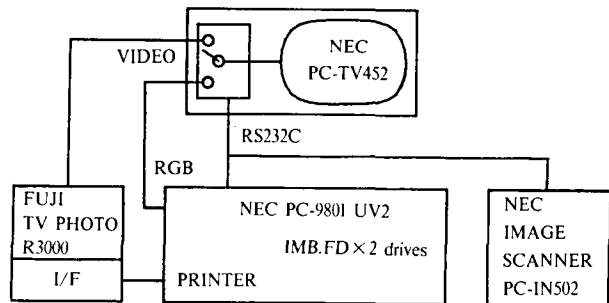 VIDEO
NEC
PC-TV452
RS232C
RGB
FUJI
TV PHOTO
R3000
I/F
NEC PC-9801 UV2
1MB.FD×2 drives
PRINTER
NEC
IMAGE
SCANNER
PC-IN502